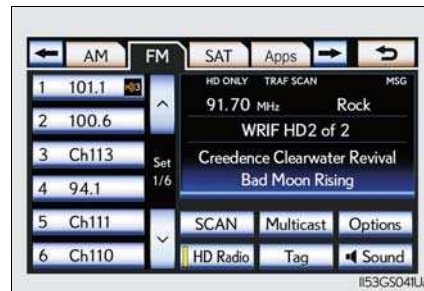 AM FM SAT Apps
HD ONLY TRAF SCAN MSG
1 101.1
91.70 MHz Rock
2 100.6
WRIF HD2 of 2
3 Ch113
Set
1/6
Creedence Clearwater Revival
4 94.1
Bad Moon Rising
5 Ch111
SCAN Multicast Options
6 Ch110
HD Radio Tag Sound
II53GS041U